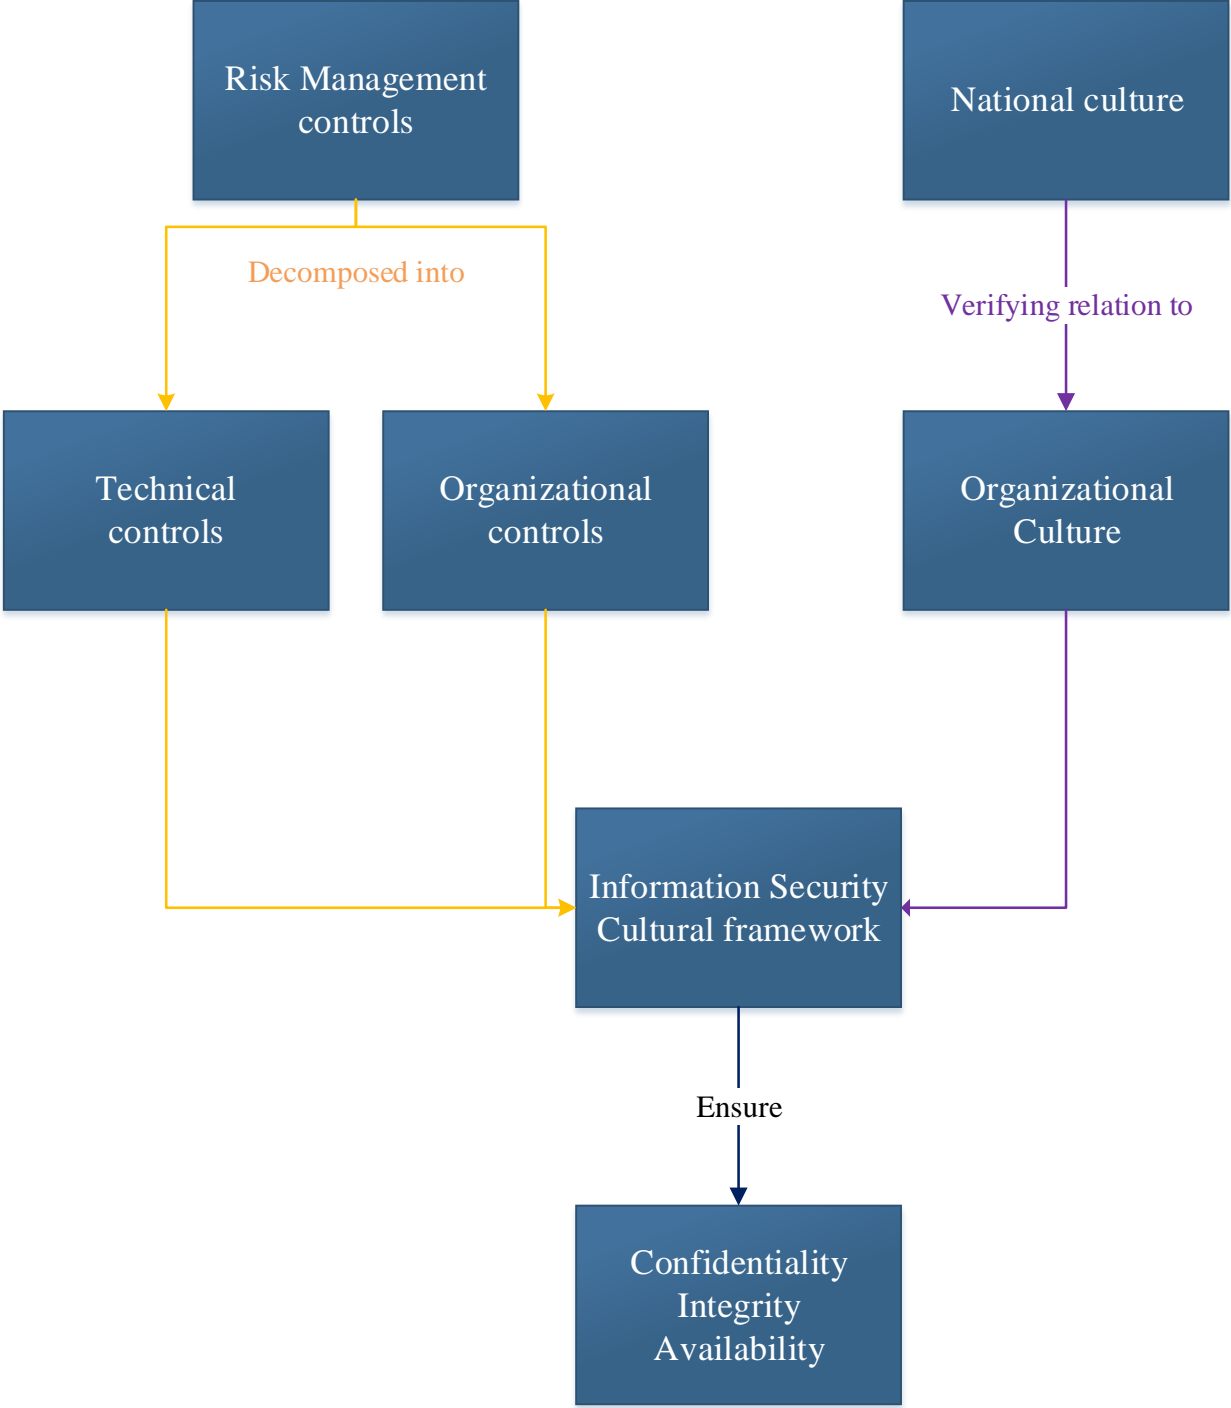 Risk Management
controls
National culture
Decomposed into
Verifying relation to
Technical
controls
Organizational
controls
Organizational
Culture
Information Security
Cultural framework
Ensure
Confidentiality
Integrity
Availability